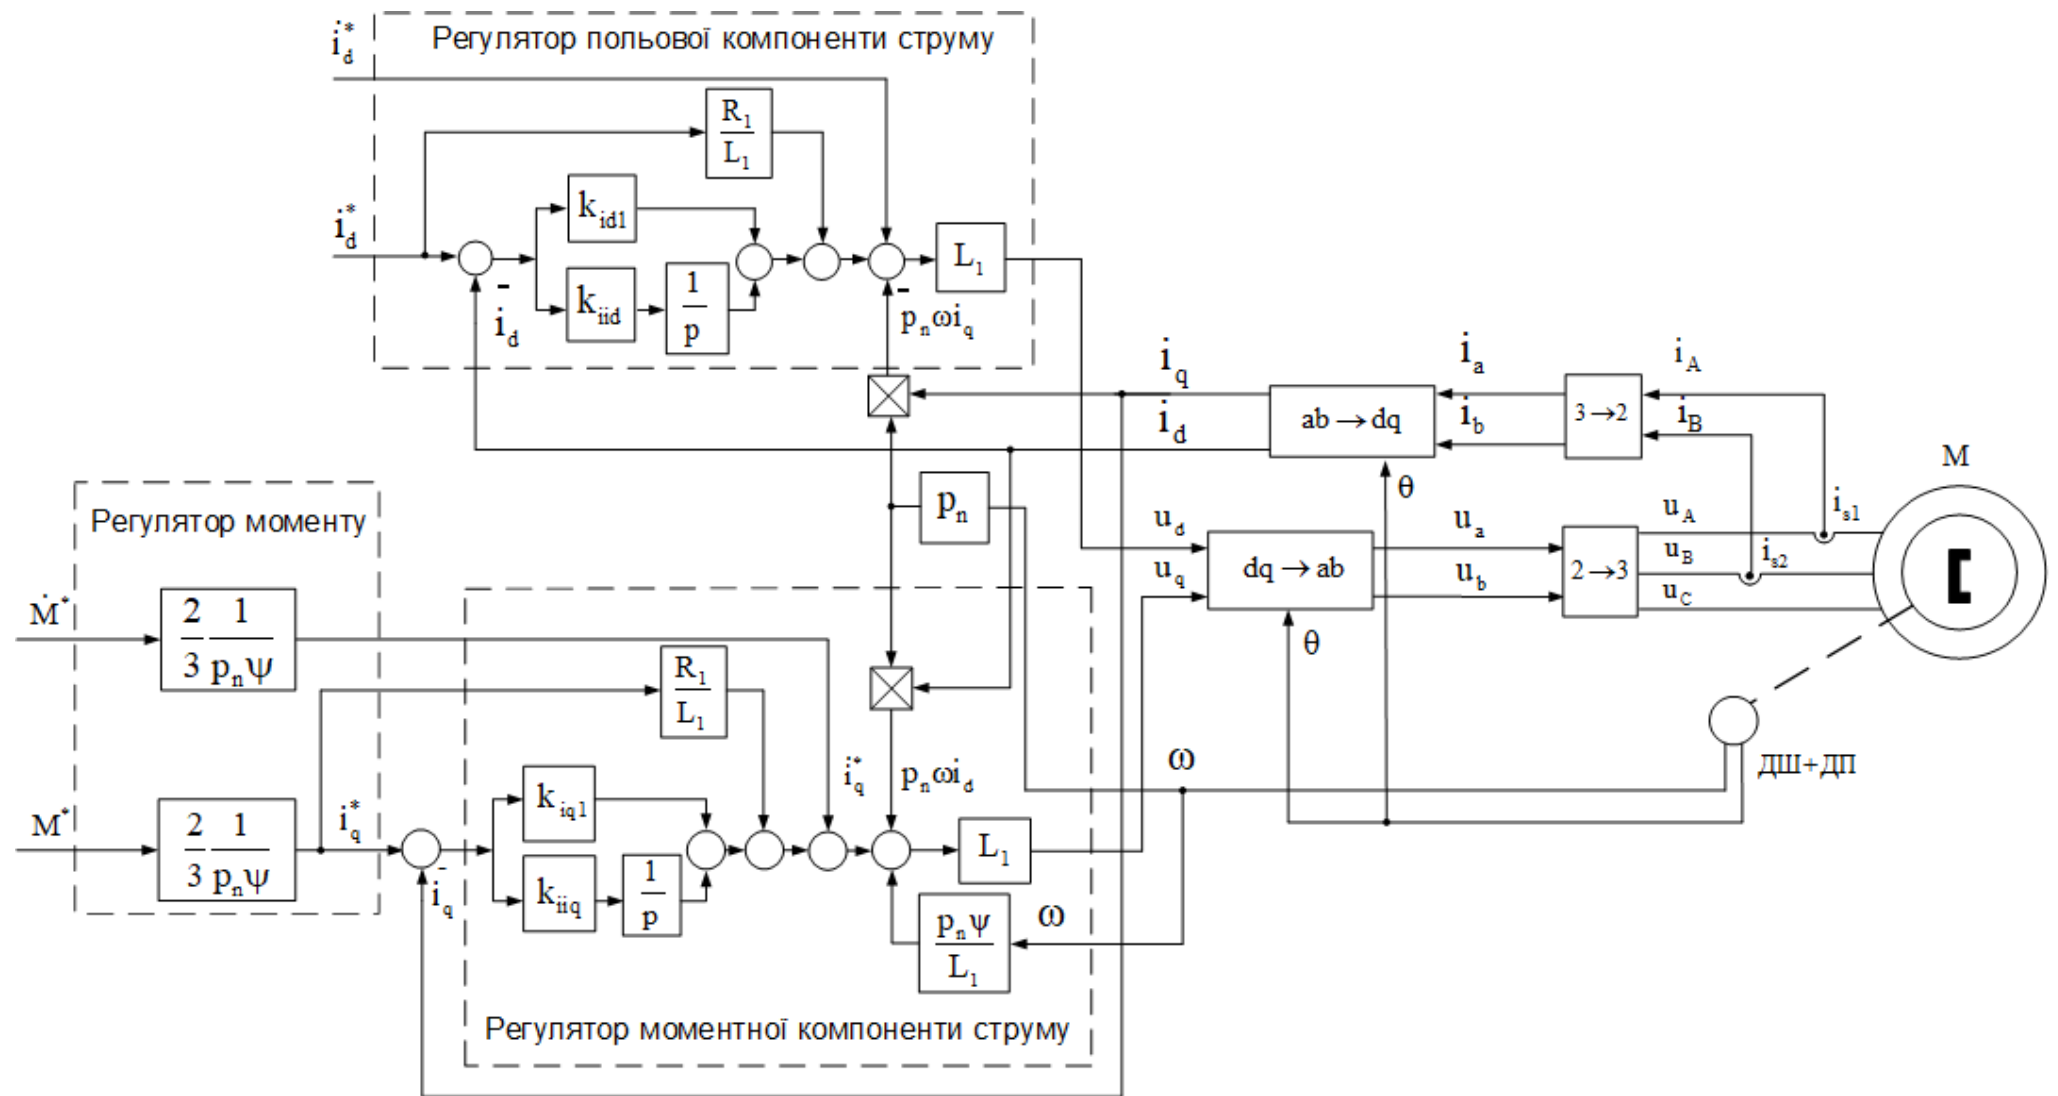 Регулятор польової компоненти струму
i*d
R1
L1
i*d
kid1
kiid
1
p
L1
-
id
-
pnωiq
iq
id
ab→dq
ia
ib
3→2
iA
iB
M
θ
pn
ud
uq
dq→ab
ua
ub
2→3
uA
uB
uC
is1
is2
θ
Регулятор моменту
Ṁ*
2 1
3 pnψ
R1
L1
M*
2 1
3 pnψ
i*q
-
iq
kiq1
kiiq
1
p
i*q
pnωid
L1
ω
ДШ+ДП
pnψ
L1
ω
Регулятор моментної компоненти струму